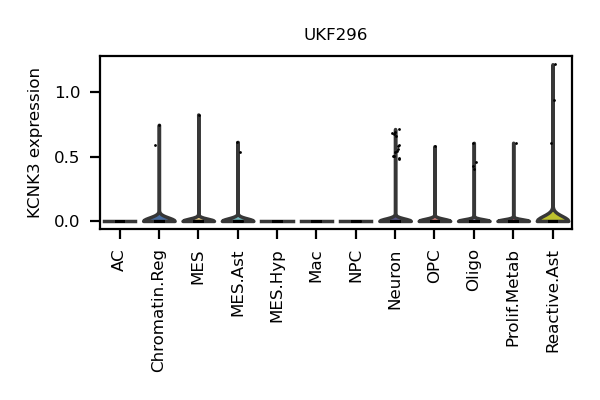 UKF296
KCNK3 expression
1.0
0.5
0.0
AC
Chromatin.Reg
MES
MES.Ast
MES.Hyp
Mac
NPC
Neuron
OPC
Oligo
Prolif.Metab
Reactive.Ast